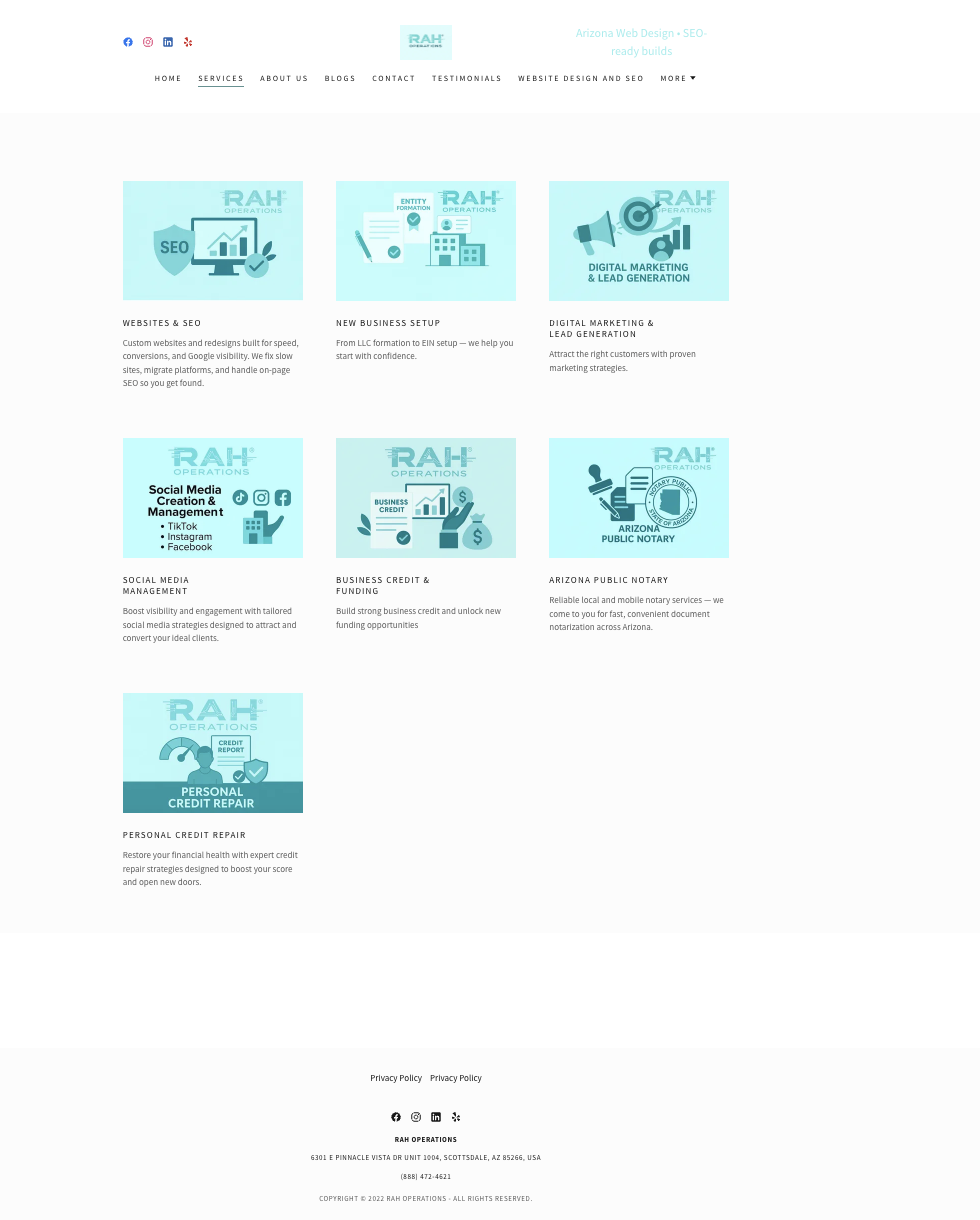 RAH
OPERATIONS
Arizona Web Design • SEO-
ready builds
HOME SERVICES ABOUT US BLOGS CONTACT TESTIMONIALS WEBSITE DESIGN AND SEO MORE
RAH
OPERATIONS
SEO
ENTITY
FORMATION
RAH
OPERATIONS
RAH
OPERATIONS
DIGITAL MARKETING
& LEAD GENERATION
WEBSITES & SEO
Custom websites and redesigns built for speed,
conversions, and Google visibility. We fix slow
sites, migrate platforms, and handle on-page
SEO so you get found.
NEW BUSINESS SETUP
From LLC formation to EIN setup — we help you
start with confidence.
DIGITAL MARKETING &
LEAD GENERATION
Attract the right customers with proven
marketing strategies.
RAH
OPERATIONS
Social Media
Creation &
Management
• TikTok
• Instagram
• Facebook
RAH
OPERATIONS
BUSINESS
CREDIT
$
$
RAH
OPERATIONS
NOTARY PUBLIC
STATE OF ARIZONA
ARIZONA
PUBLIC NOTARY
SOCIAL MEDIA
MANAGEMENT
Boost visibility and engagement with tailored
social media strategies designed to attract and
convert your ideal clients.
BUSINESS CREDIT &
FUNDING
Build strong business credit and unlock new
funding opportunities
ARIZONA PUBLIC NOTARY
Reliable local and mobile notary services — we
come to you for fast, convenient document
notarization across Arizona.
RAH
OPERATIONS
CREDIT
REPORT
PERSONAL
CREDIT REPAIR
PERSONAL CREDIT REPAIR
Restore your financial health with expert credit
repair strategies designed to boost your score
and open new doors.
Privacy Policy Privacy Policy
RAH OPERATIONS
6301 E PINNACLE VISTA DR UNIT 1004, SCOTTSDALE, AZ 85266, USA
(888) 472-4621
COPYRIGHT © 2022 RAH OPERATIONS - ALL RIGHTS RESERVED.